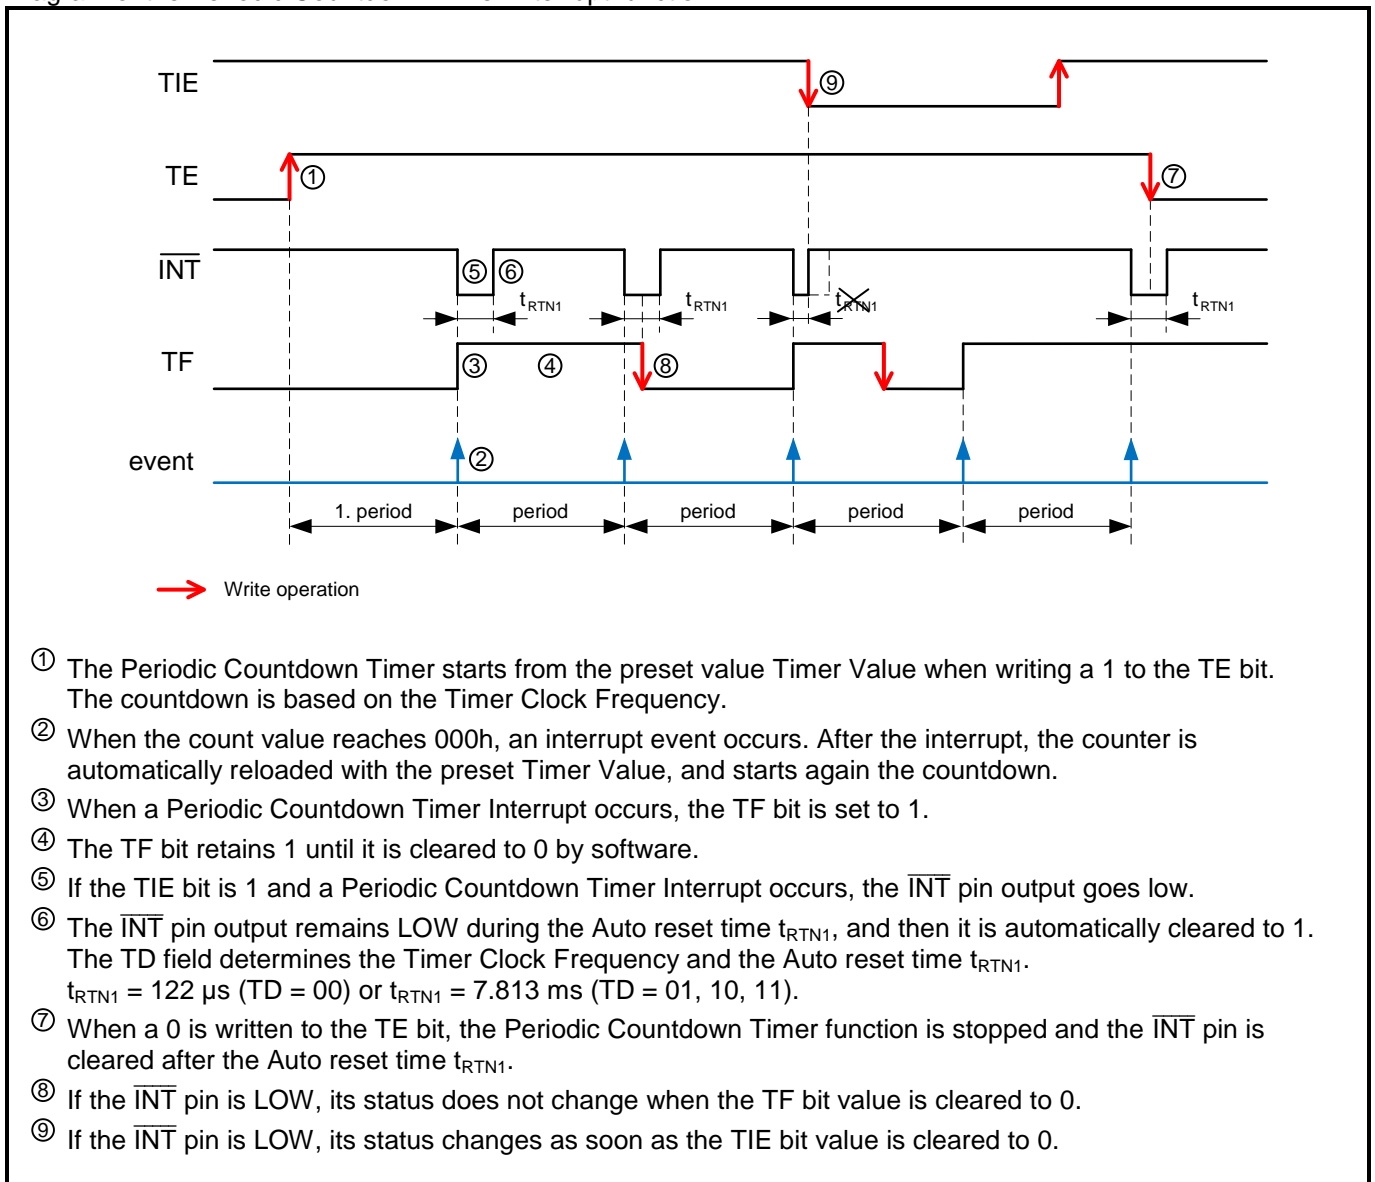 TIE
⑨
TE
①
⑦
INT
⑤ ⑥
tRTN1 tRTN1 tRTN1 tRTN1
TF
③ ④ ⑧
event
②
1. period period period period period
Write operation
① The Periodic Countdown Timer starts from the preset value Timer Value when writing a 1 to the TE bit.
The countdown is based on the Timer Clock Frequency.
② When the count value reaches 000h, an interrupt event occurs. After the interrupt, the counter is
automatically reloaded with the preset Timer Value, and starts again the countdown.
③ When a Periodic Countdown Timer Interrupt occurs, the TF bit is set to 1.
④ The TF bit retains 1 until it is cleared to 0 by software.
⑤ If the TIE bit is 1 and a Periodic Countdown Timer Interrupt occurs, the INT pin output goes low.
⑥ The INT pin output remains LOW during the Auto reset time tRTN1, and then it is automatically cleared to 1.
The TD field determines the Timer Clock Frequency and the Auto reset time tRTN1.
tRTN1 = 122 µs (TD = 00) or tRTN1 = 7.813 ms (TD = 01, 10, 11).
⑦ When a 0 is written to the TE bit, the Periodic Countdown Timer function is stopped and the INT pin is
cleared after the Auto reset time tRTN1.
⑧ If the INT pin is LOW, its status does not change when the TF bit value is cleared to 0.
⑨ If the INT pin is LOW, its status changes as soon as the TIE bit value is cleared to 0.